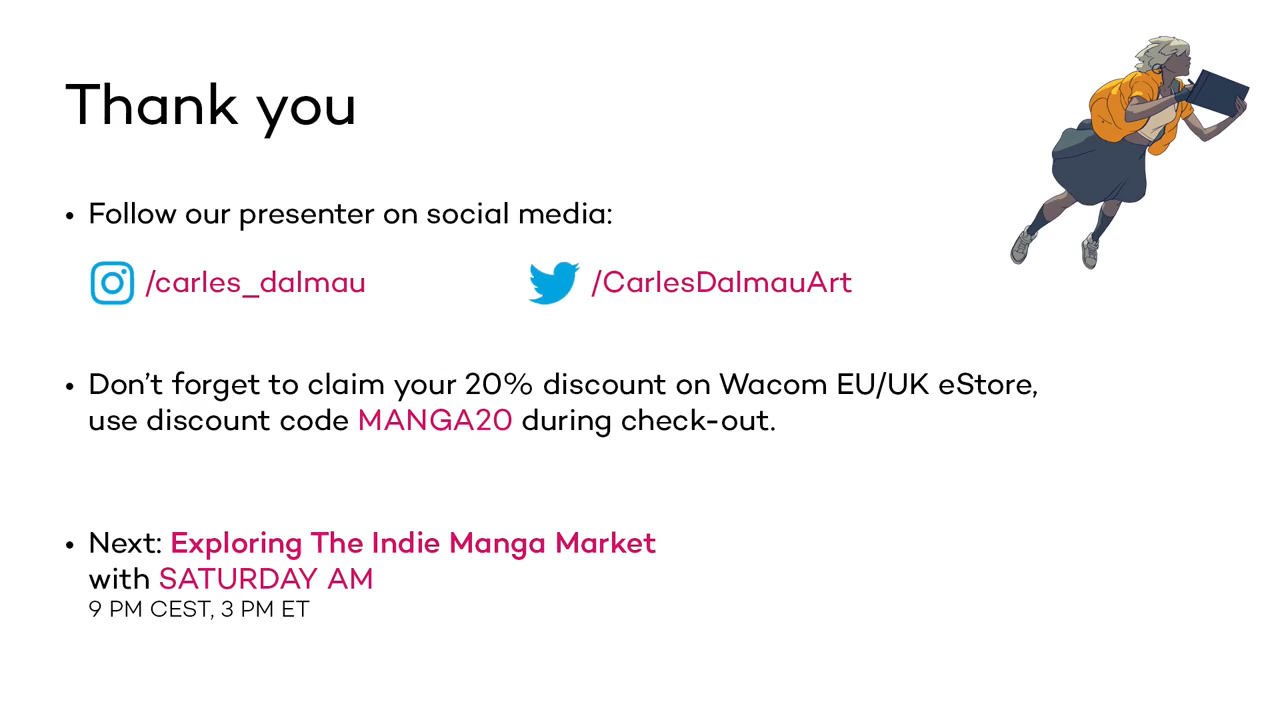 Thank you
• Follow our presenter on social media:
/carles_dalmau
/CarlesDalmauArt
• Don’t forget to claim your 20% discount on Wacom EU/UK eStore,
use discount code MANGA20 during check-out.
• Next: Exploring The Indie Manga Market
with SATURDAY AM
9 PM CEST, 3 PM ET